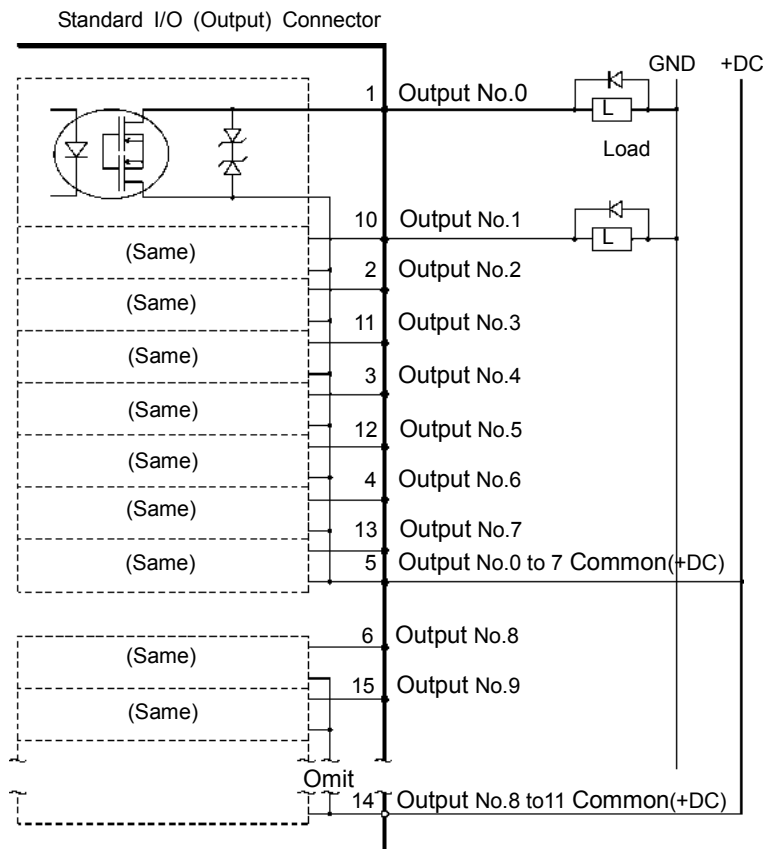 Standard I/O (Output) Connector
GND +DC
1 Output No.0
L
Load
10 Output No.1
L
(Same)
2 Output No.2
(Same)
11 Output No.3
(Same)
3 Output No.4
(Same)
12 Output No.5
(Same)
4 Output No.6
(Same)
13 Output No.7
(Same)
5 Output No.0 to 7 Common(+DC)
6 Output No.8
(Same)
15 Output No.9
(Same)
Omit
14 Output No.8 to11 Common(+DC)